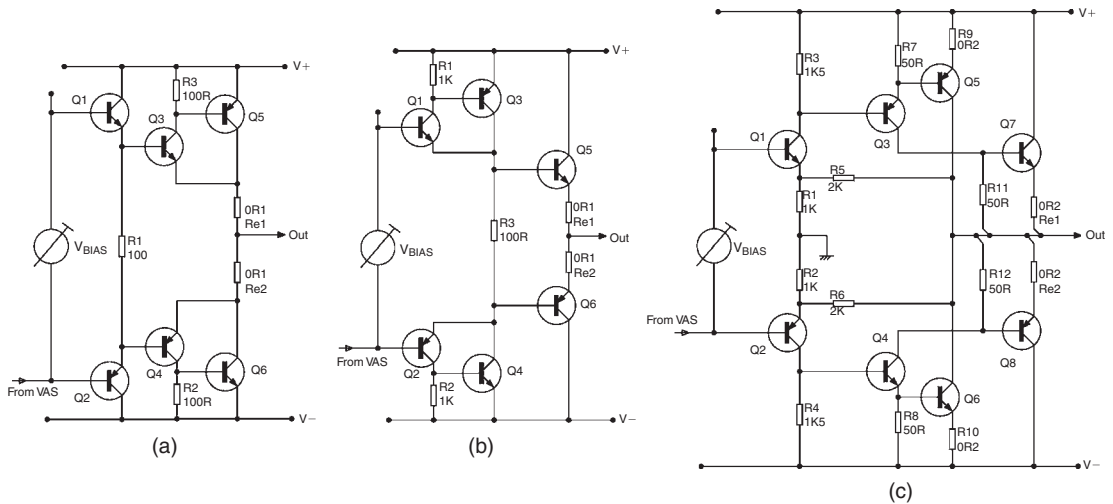 V+
R3
100R
Q1
Q3
Q5
0R1
Re1
Out
VBIAS
R1
100
0R1
Re2
Q4
Q6
From VAS
Q2
R2
100R
V−
(a)
V+
R1
1K
Q1
Q3
Q5
0R1
Re1
R3
100R
Out
VBIAS
0R1
Re2
Q6
From VAS
Q2
Q4
R2
1K
V−
(b)
V+
R3
1K5
R7
50R
R9
0R2
Q5
Q3
Q7
Q1
R5
2K
R11
50R
0R2
Re1
R1
1K
Out
VBIAS
R2
1K
R6
2K
R12
50R
0R2
Re2
From VAS
Q2
Q4
Q8
Q6
R4
1K5
R8
50R
R10
0R2
V−
(c)